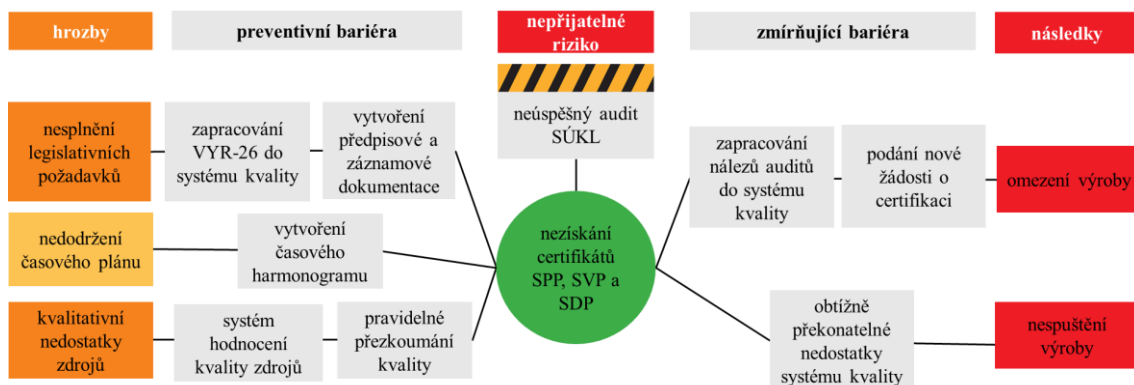 hrozby
preventivní bariéra
nepřijatelné
riziko
zmírňující bariéra
následky
neúspěšný audit
SÚKL
nesplnění
legislativních
požadavků
zapracování
VYR-26 do
systému kvality
vytvoření
předpisové a
záznamové
dokumentace
nedodržení
časového plánu
vytvoření
časového
harmonogramu
kvalitativní
nedostatky
zdrojů
systém
hodnocení
kvality zdrojů
pravidelné
přezkoumání
kvality
nezískání
certifikátů
SPP, SVP a
SDP
zapracování
nálezů auditů
do systému
kvality
podání nové
žádosti o
certifikaci
omezení výroby
obtížně
překonatelné
nedostatky
systému kvality
nespuštění
výroby